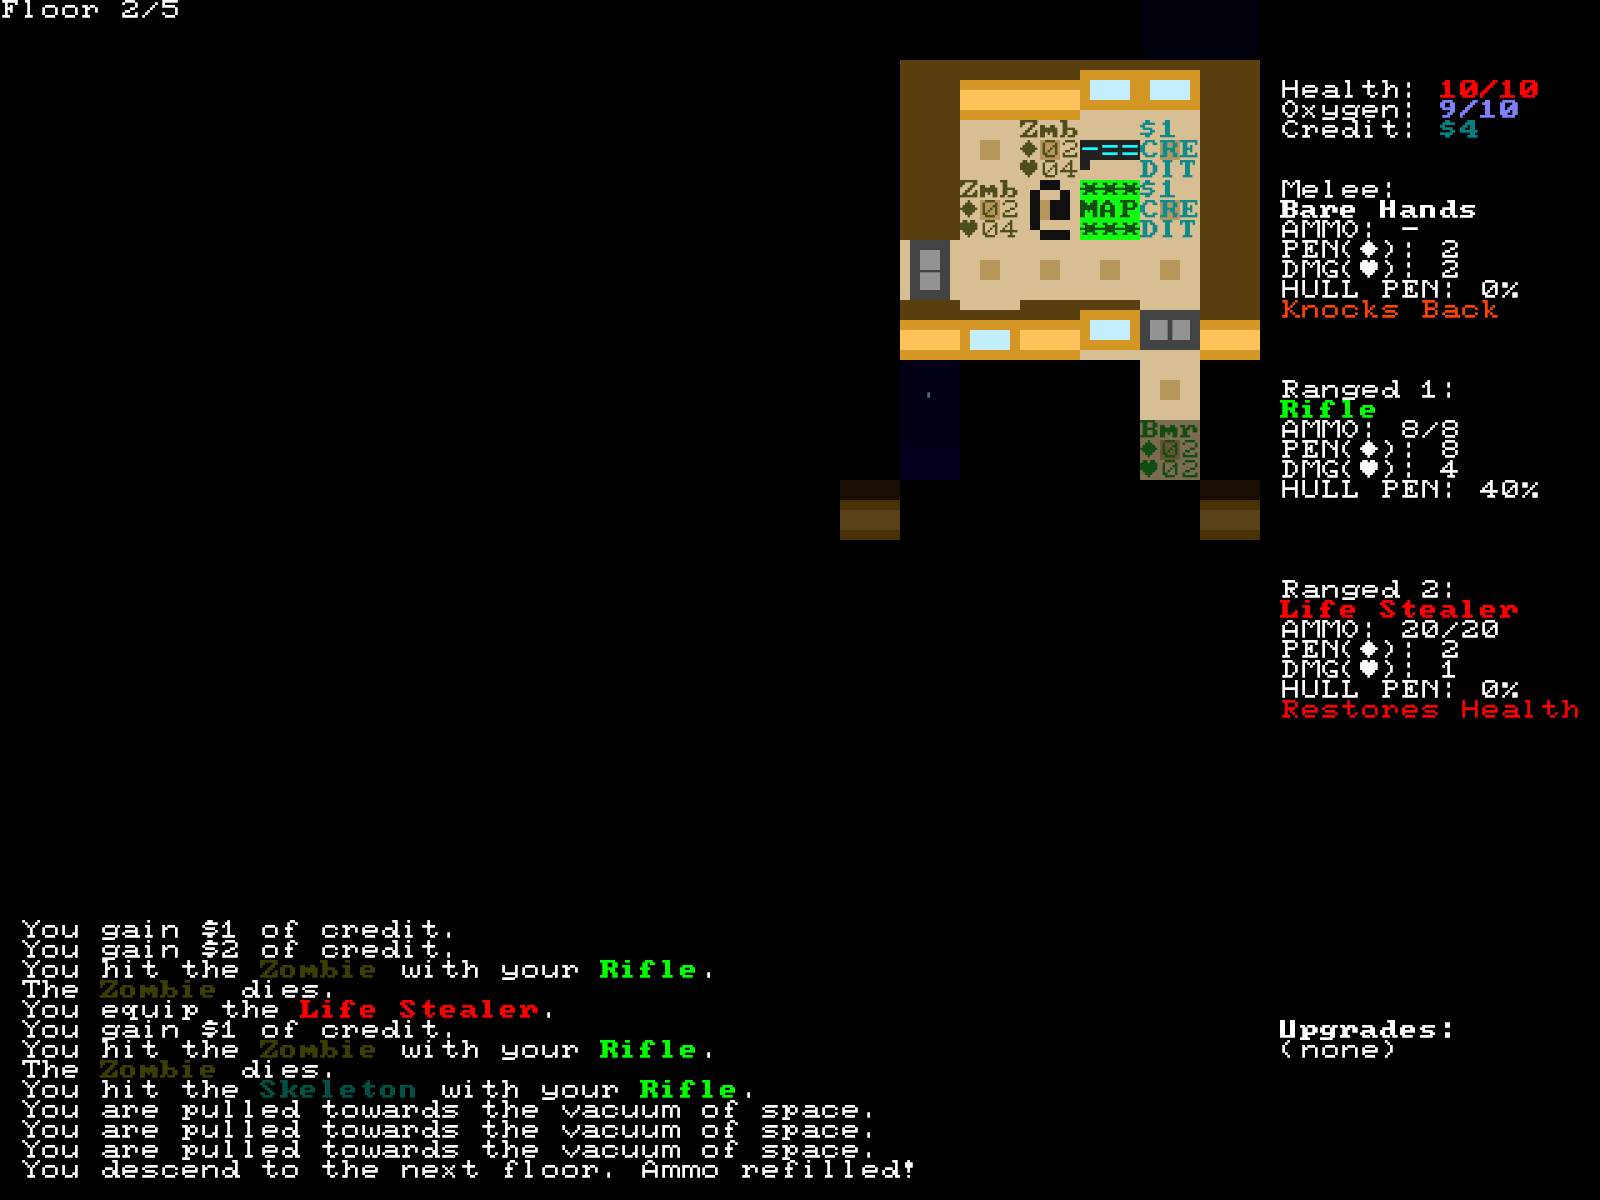 Floor 2/5
Health: 10/10
Oxygen: 9/10
Credit: $4
Zmb
◆02
♥04
$1
CRE
DIT
Zmb
◆02
♥04
***
MAP
***
$1
CRE
DIT
Bmr
◆02
♥02
Melee:
Bare Hands
AMMO: -
PEN(◆): 2
DMG(♥): 2
HULL PEN: 0%
Knocks Back
Ranged 1:
Rifle
AMMO: 8/8
PEN(◆): 8
DMG(♥): 4
HULL PEN: 40%
Ranged 2:
Life Stealer
AMMO: 20/20
PEN(◆): 2
DMG(♥): 1
HULL PEN: 0%
Restores Health
Upgrades:
(none)
You gain $1 of credit.
You gain $2 of credit.
You hit the Zombie with your Rifle.
The Zombie dies.
You equip the Life Stealer.
You gain $1 of credit.
You hit the Zombie with your Rifle.
The Zombie dies.
You hit the Skeleton with your Rifle.
You are pulled towards the vacuum of space.
You are pulled towards the vacuum of space.
You are pulled towards the vacuum of space.
You descend to the next floor. Ammo refilled!